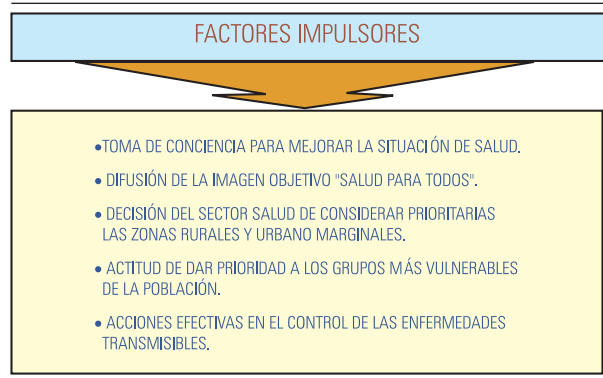 FACTORES IMPULSORES
•TOMA DE CONCIENCIA PARA MEJORAR LA SITUACIÓN DE SALUD.
• DIFUSIÓN DE LA IMAGEN OBJETIVO "SALUD PARA TODOS".
• DECISIÓN DEL SECTOR SALUD DE CONSIDERAR PRIORITARIAS
LAS ZONAS RURALES Y URBANO MARGINALES.
• ACTITUD DE DAR PRIORIDAD A LOS GRUPOS MÁS VULNERABLES
DE LA POBLACIÓN.
• ACCIONES EFECTIVAS EN EL CONTROL DE LAS ENFERMEDADES
TRANSMISIBLES.